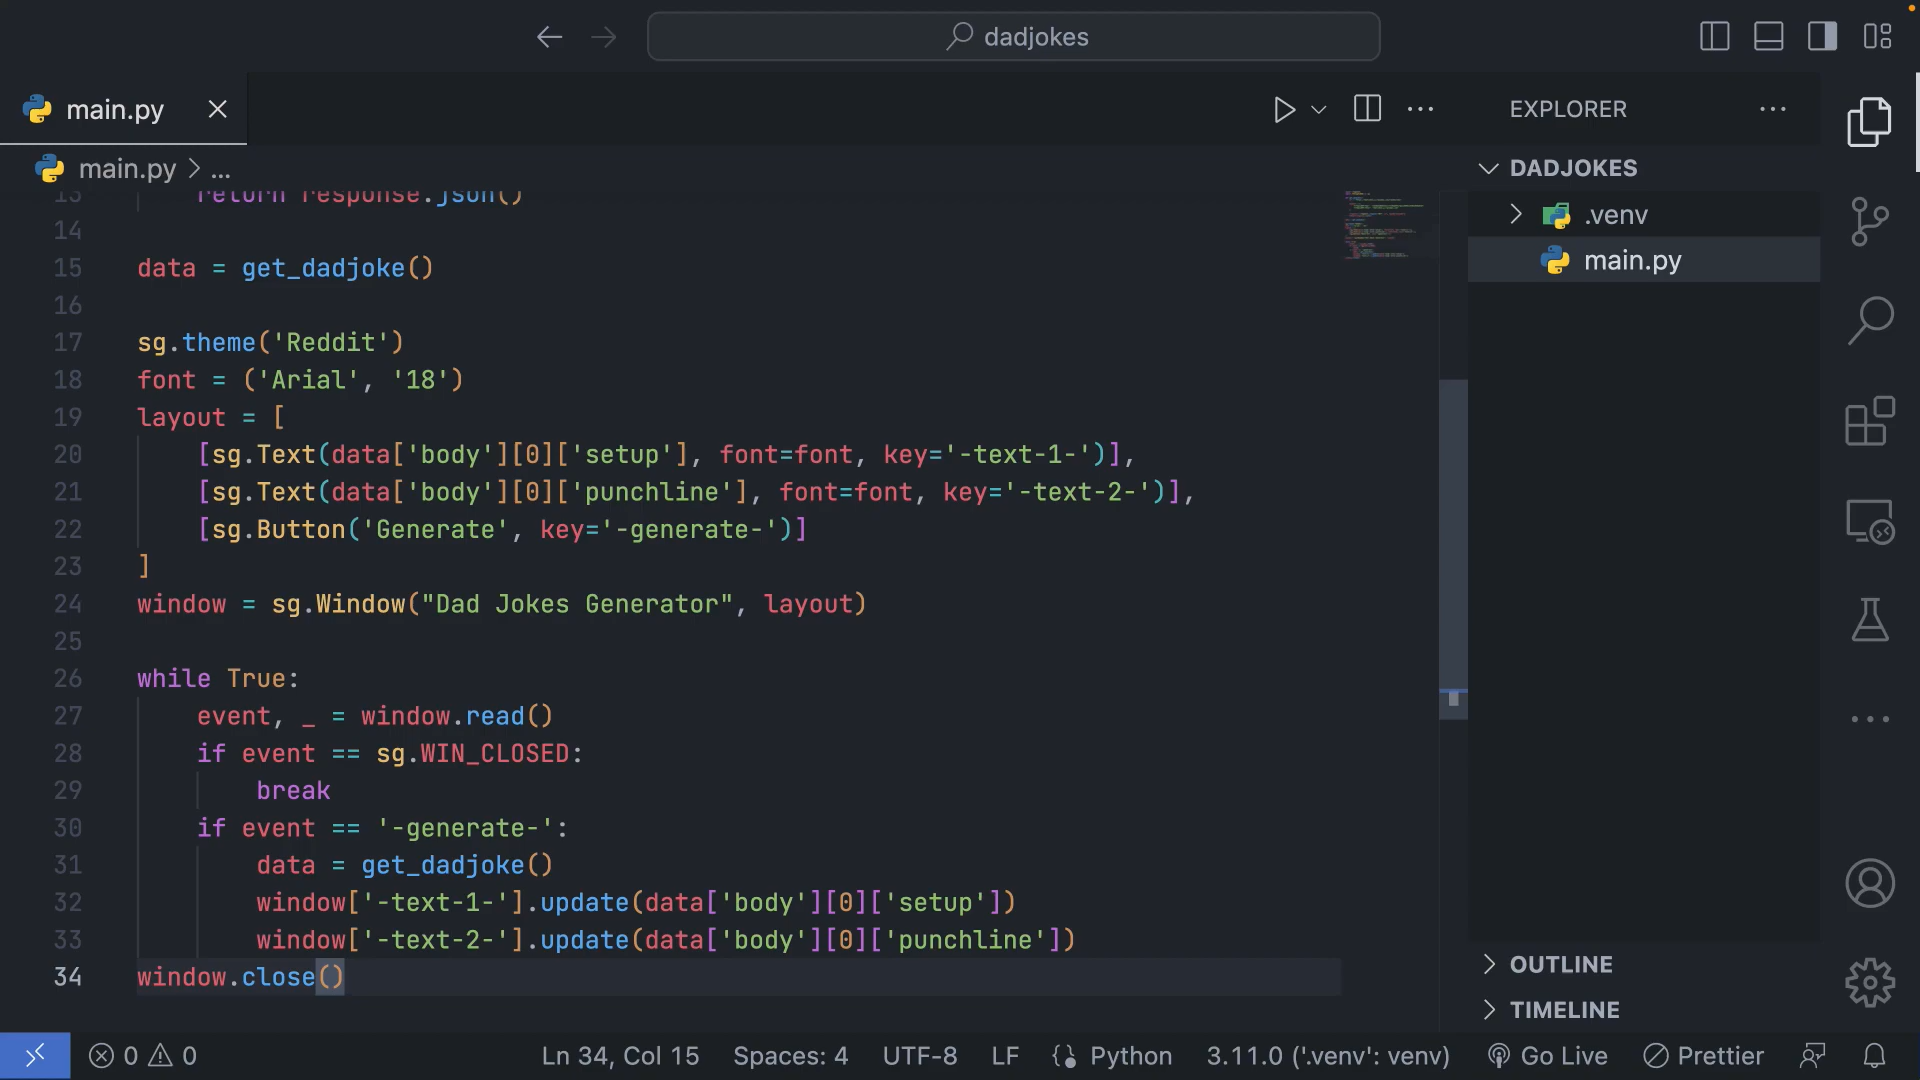 dadjokes
main.py
EXPLORER
main.py > ...
DADJOKES
.venv
main.py
13 return response.json()
14
15 data = get_dadjoke()
16
17 sg.theme('Reddit')
18 font = ('Arial', '18')
19 layout = [
20 [sg.Text(data['body'][0]['setup'], font=font, key='-text-1-')],
21 [sg.Text(data['body'][0]['punchline'], font=font, key='-text-2-')],
22 [sg.Button('Generate', key='-generate-')]
23 ]
24 window = sg.Window("Dad Jokes Generator", layout)
25
26 while True:
27 event, _ = window.read()
28 if event == sg.WIN_CLOSED:
29 break
30 if event == '-generate-':
31 data = get_dadjoke()
32 window['-text-1-'].update(data['body'][0]['setup'])
33 window['-text-2-'].update(data['body'][0]['punchline'])
34 window.close()
OUTLINE
TIMELINE
0 0 Ln 34, Col 15 Spaces: 4 UTF-8 LF Python 3.11.0 ('.venv': venv) Go Live Prettier